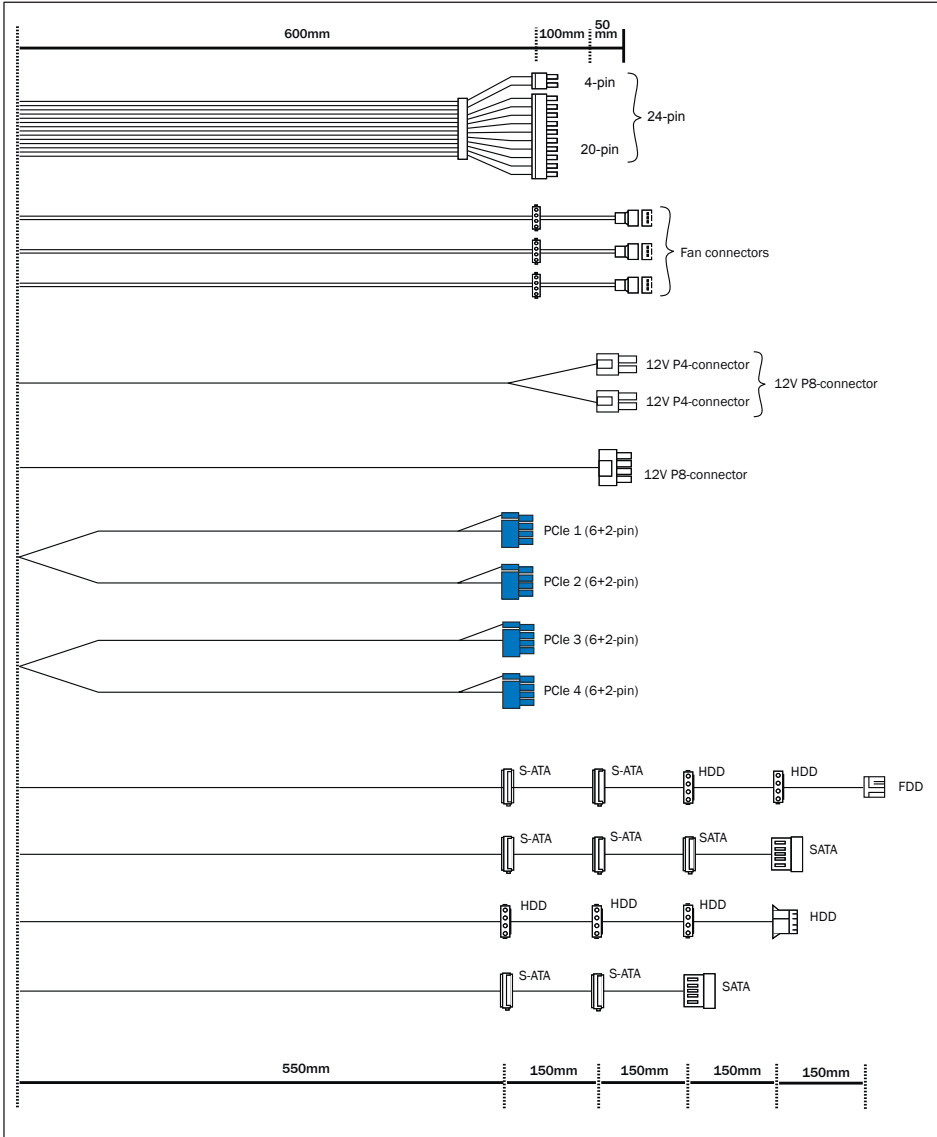 600mm
100mm
50
mm
4-pin
24-pin
20-pin
Fan connectors
12V P4-connector
12V P8-connector
12V P4-connector
12V P8-connector
PCIe 1 (6+2-pin)
PCIe 2 (6+2-pin)
PCIe 3 (6+2-pin)
PCIe 4 (6+2-pin)
S-ATA
S-ATA
HDD
HDD
FDD
S-ATA
S-ATA
SATA
SATA
HDD
HDD
HDD
HDD
S-ATA
S-ATA
SATA
550mm
150mm
150mm
150mm
150mm